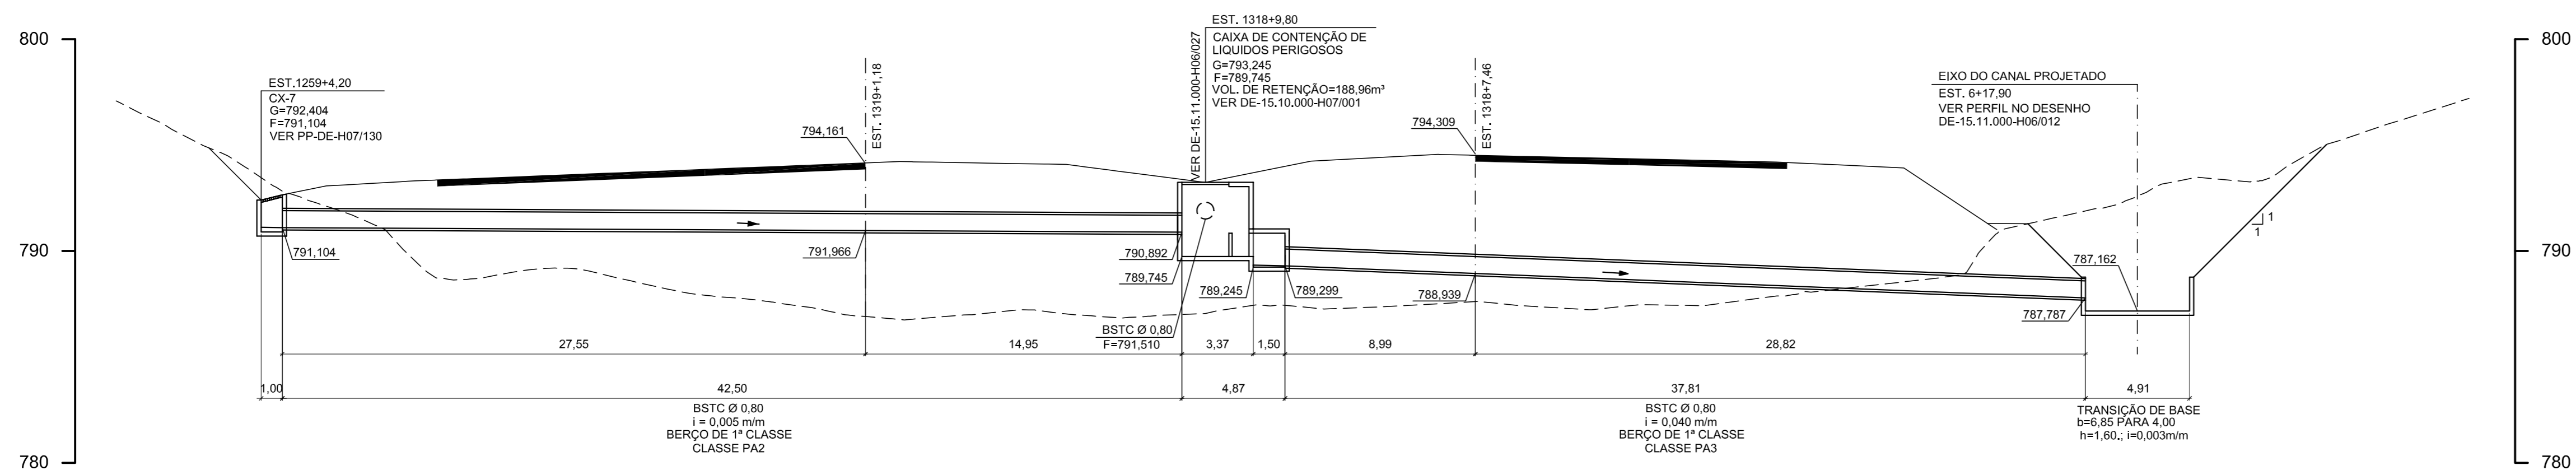 800
790
780
EST.1259+4,20
CX-7
G=792,404
F=791,104
VER PP-DE-H07/130
794,161
EST. 1319+1,18
VER DE-15.11.000-H06/027
EST. 1318+9,80
CAIXA DE CONTENÇÃO DE
LIQUIDOS PERIGOSOS
G=793,245
F=789,745
VOL. DE RETENÇÃO=188,96m³
VER DE-15.10.000-H07/001
794,309
EST. 1318+7,46
EIXO DO CANAL PROJETADO
EST. 6+17,90
VER PERFIL NO DESENHO
DE-15.11.000-H06/012
1
1
791,104
791,966
790,892
789,745
789,245
789,299
788,939
787,162
787,787
BSTC Ø 0,80
F=791,510
27,55
14,95
3,37
1,50
8,99
28,82
1,00
42,50
4,87
37,81
4,91
BSTC Ø 0,80
i = 0,005 m/m
BERÇO DE 1ª CLASSE
CLASSE PA2
BSTC Ø 0,80
i = 0,040 m/m
BERÇO DE 1ª CLASSE
CLASSE PA3
TRANSIÇÃO DE BASE
b=6,85 PARA 4,00
h=1,60.; i=0,003m/m
800
790
780